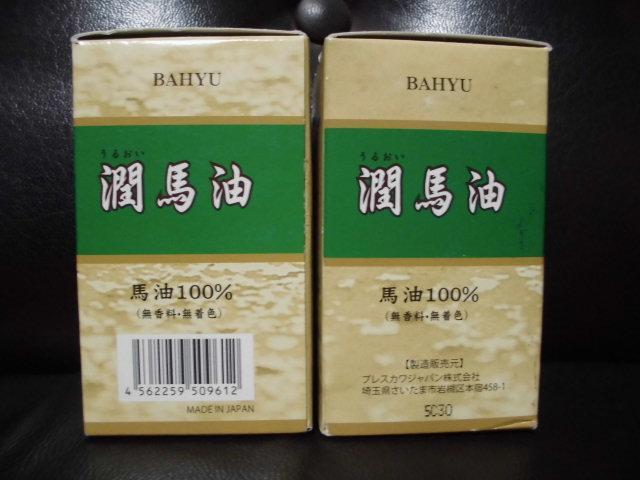 BAHYU
うるおい
潤馬油
馬油100%
(無香料・無着色)
4 562259 509612
MADE IN JAPAN
BAHYU
うるおい
潤馬油
馬油100%
(無香料・無着色)
【製造販売元】
プレスカワジャパン株式会社
埼玉県さいたま市岩槻区本宿458-1
5C30